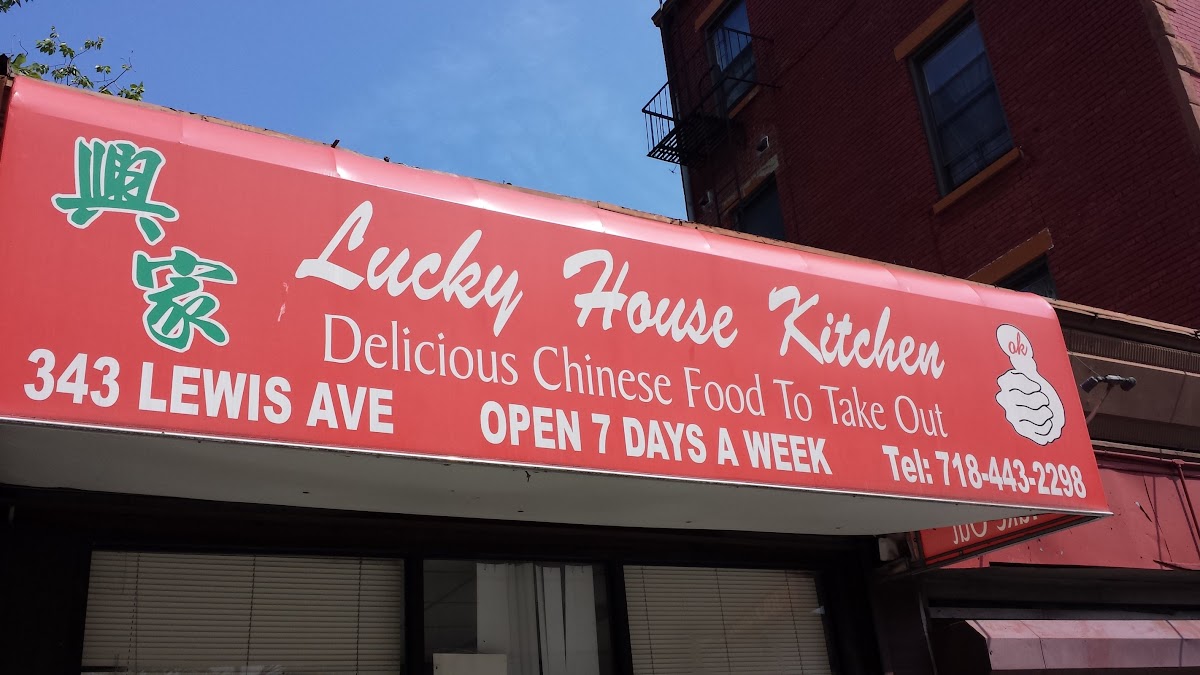 興家
Lucky House Kitchen
Delicious Chinese Food To Take Out
343 LEWIS AVE OPEN 7 DAYS A WEEK Tel: 718-443-2298
ok
Out